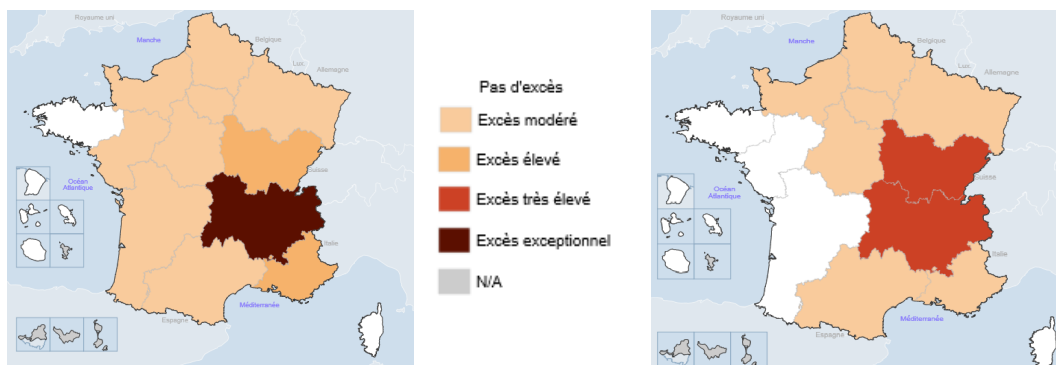 Royaume uni
Manche
Belgique
Lux.
Allemagne
Suisse
Océan
Atlantique
Italie
Méditerranée
Espagne
Pas d'excès
Excès modéré
Excès élevé
Excès très élevé
Excès exceptionnel
N/A
Royaume uni
Manche
Belgique
Lux.
Allemagne
Suisse
Océan
Atlantique
Italie
Méditerranée
Espagne